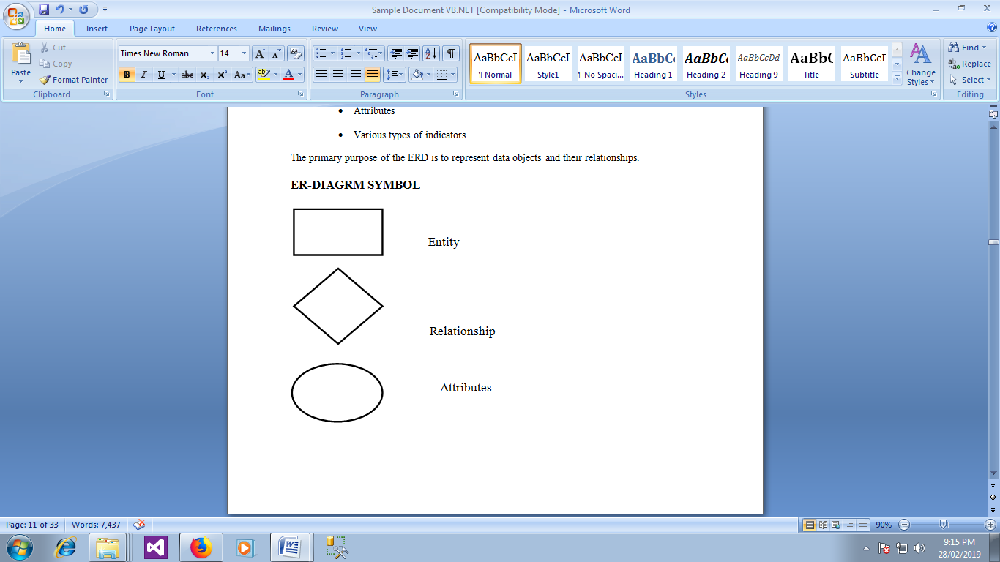 Sample Document VB.NET [Compatibility Mode] - Microsoft Word
Home Insert Page Layout References Mailings Review View
Paste
Cut
Copy
Format Painter
Clipboard
Times New Roman 14
B I U abc X₂ X² Aa ab A
Font
Paragraph
AaBbCcI AaBbCcI AaBbCcI AaBbCc AaBbCc AaBbCcDd AaBbC AaBbCcI
¶ Normal Style1 ¶ No Spaci... Heading 1 Heading 2 Heading 9 Title Subtitle
Change Styles
Styles
Find
Replace
Select
Editing
• Attributes
• Various types of indicators.
The primary purpose of the ERD is to represent data objects and their relationships.
ER-DIAGRM SYMBOL
Entity
Relationship
Attributes
Page: 11 of 33 Words: 7,437 90%
9:15 PM
28/02/2019